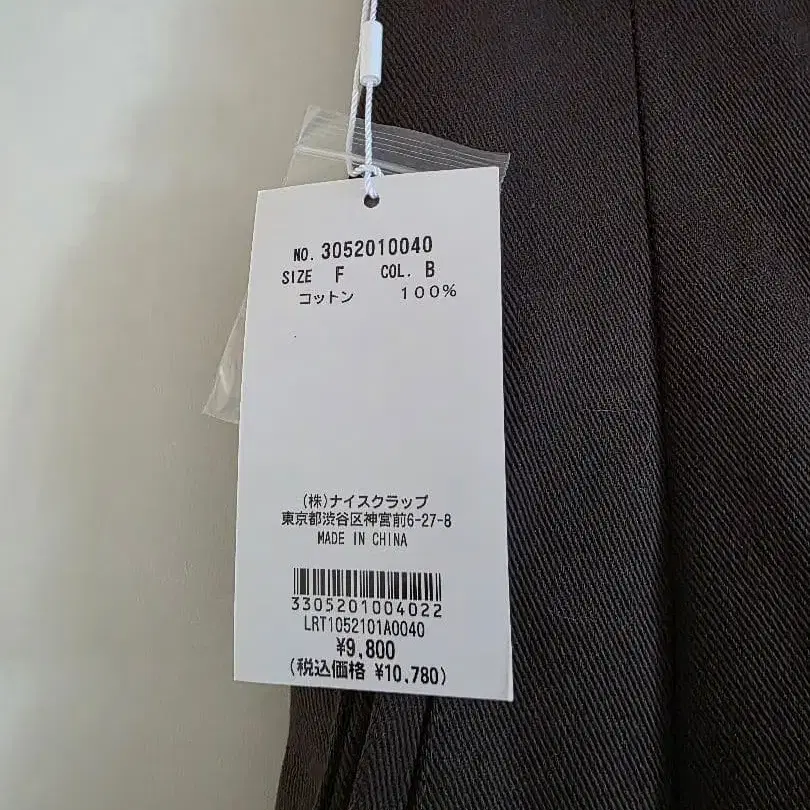 NO. 3052010040
SIZE F COL. B
コットン 100%
(株)ナイスクラップ
東京都渋谷区神宮前6-27-8
MADE IN CHINA
3305201004022
LRT1052101A0040
¥9,800
(税込価格 ¥10,780)